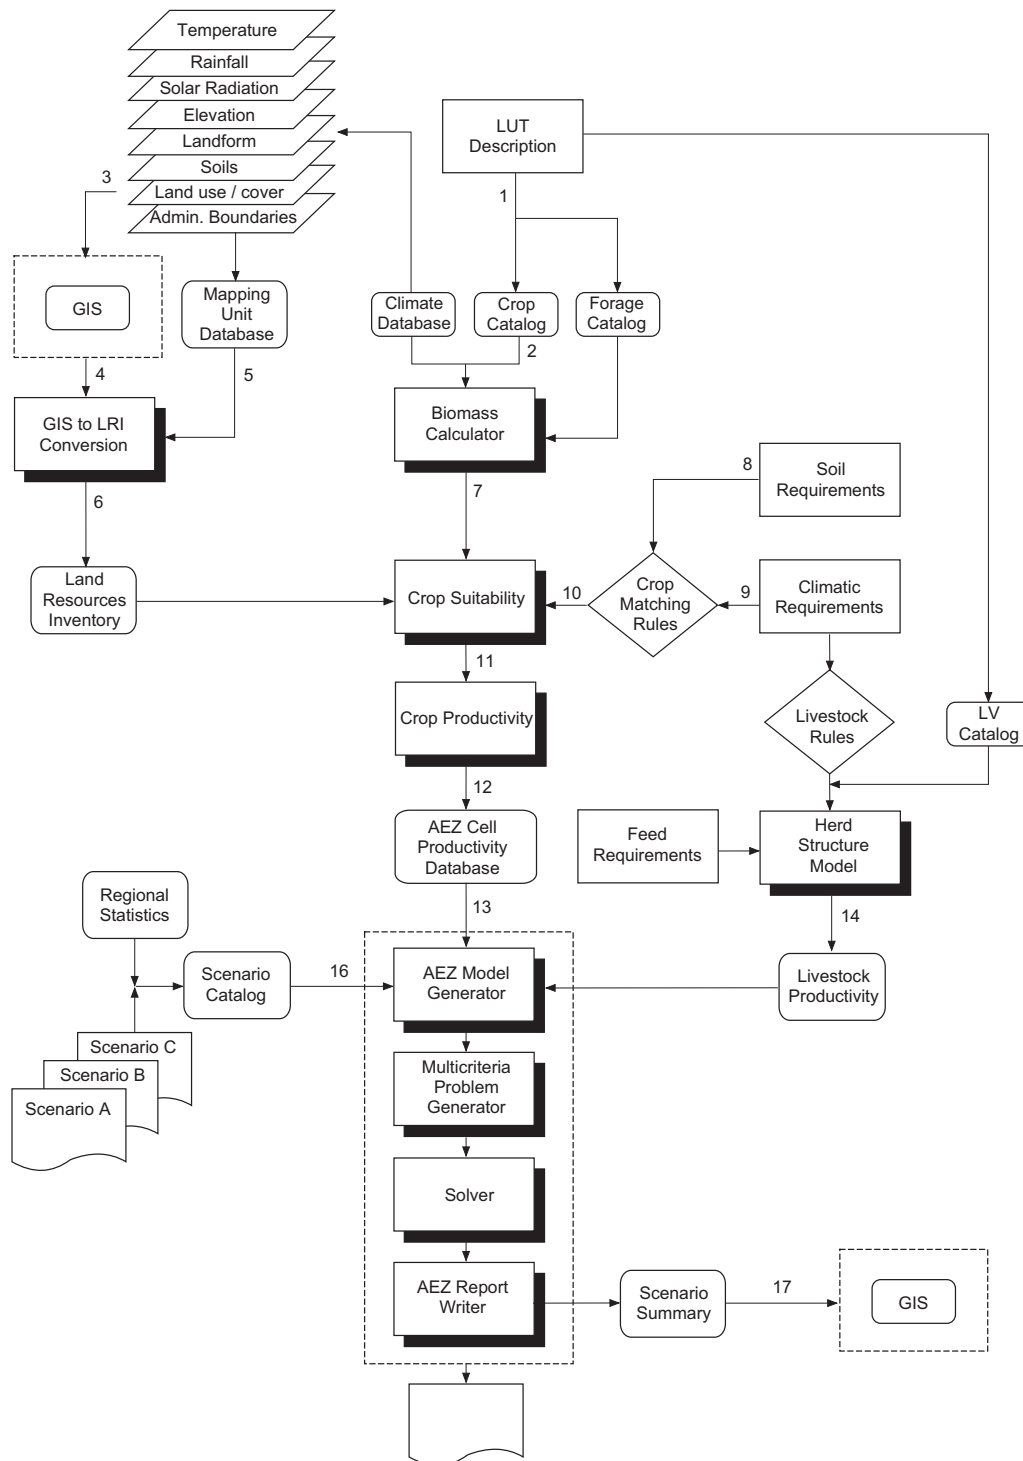 Temperature
Rainfall
Solar Radiation
Elevation
Landform
Soils
Land use / cover
Admin. Boundaries
LUT
Description
3
1
GIS
Mapping
Unit
Database
Climate
Database
Crop
Catalog
Forage
Catalog
2
4
5
GIS to LRI
Conversion
Biomass
Calculator
8
Soil
Requirements
6
7
Land
Resources
Inventory
Crop Suitability
10
Crop
Matching
Rules
9
Climatic
Requirements
11
Crop Productivity
Livestock
Rules
LV
Catalog
12
AEZ Cell
Productivity
Database
Feed
Requirements
Herd
Structure
Model
Regional
Statistics
13
14
Scenario
Catalog
16
AEZ Model
Generator
Livestock
Productivity
Scenario C
Scenario B
Scenario A
Multicriteria
Problem
Generator
Solver
AEZ Report
Writer
Scenario
Summary
17
GIS